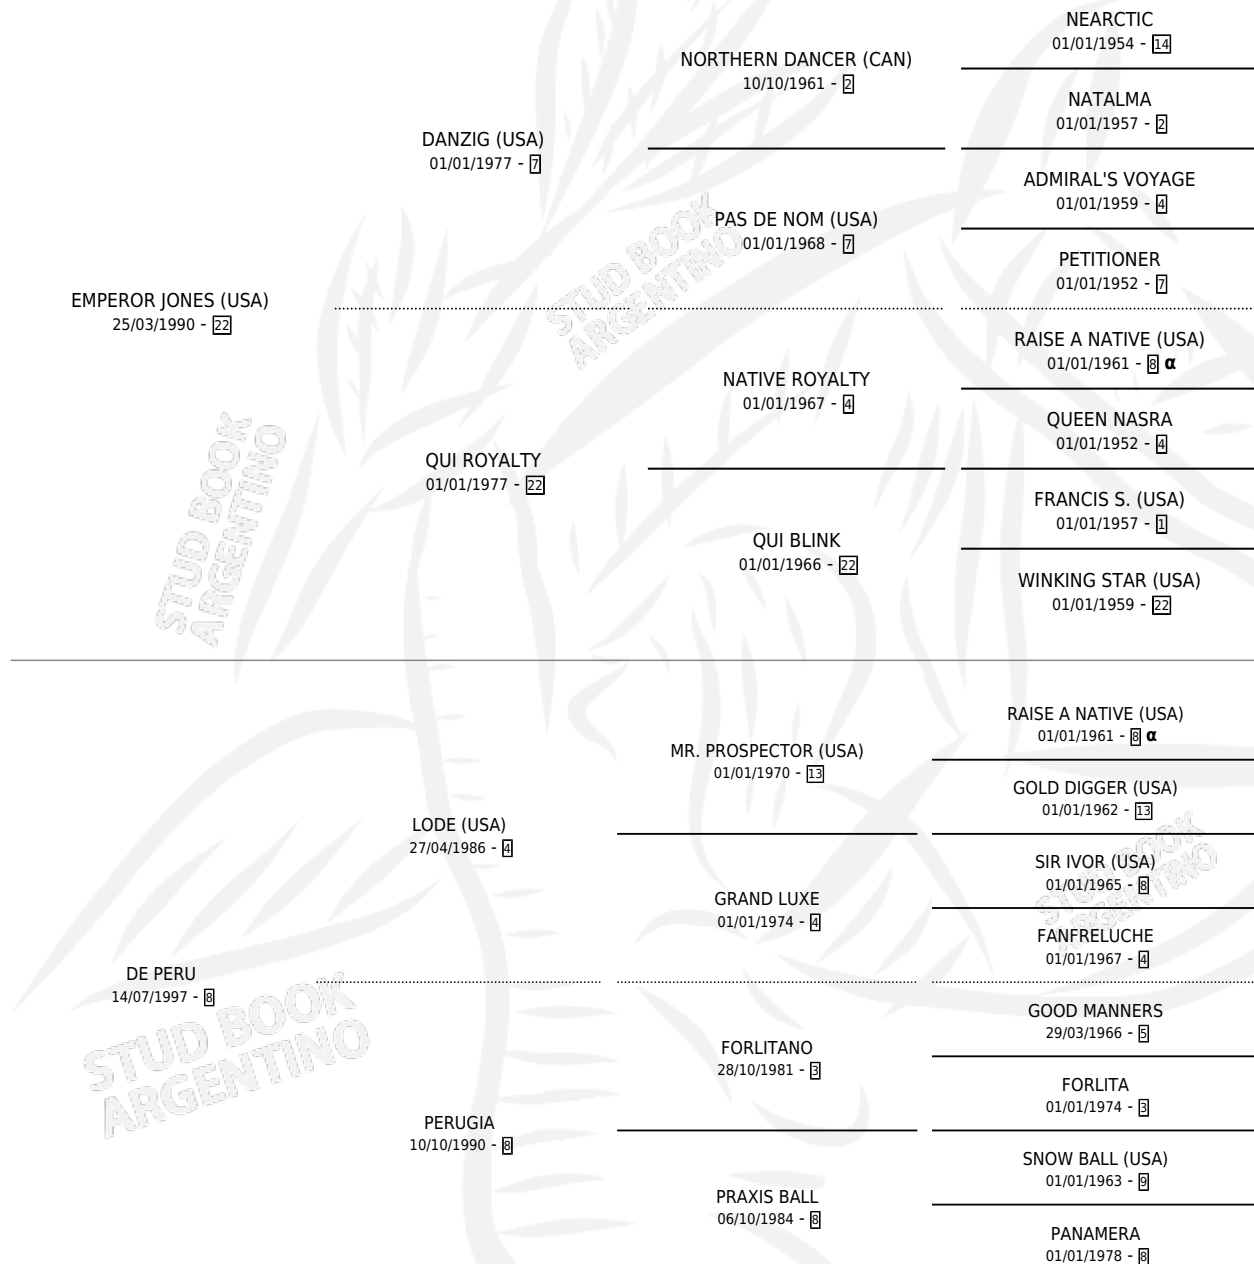 NEARCTIC
01/01/1954 - 14
NORTHERN DANCER (CAN)
10/10/1961 - 2
NATALMA
01/01/1957 - 2
DANZIG (USA)
01/01/1977 - 7
ADMIRAL'S VOYAGE
01/01/1959 - 4
PAS DE NOM (USA)
01/01/1968 - 7
PETITIONER
01/01/1952 - 7
EMPEROR JONES (USA)
25/03/1990 - 22
RAISE A NATIVE (USA)
01/01/1961 - 8 α
NATIVE ROYALTY
01/01/1967 - 4
QUEEN NASRA
01/01/1952 - 4
QUI ROYALTY
01/01/1977 - 22
FRANCIS S. (USA)
01/01/1957 - 1
QUI BLINK
01/01/1966 - 22
WINKING STAR (USA)
01/01/1959 - 22
RAISE A NATIVE (USA)
01/01/1961 - 8 α
MR. PROSPECTOR (USA)
01/01/1970 - 13
GOLD DIGGER (USA)
01/01/1962 - 13
LODE (USA)
27/04/1986 - 4
SIR IVOR (USA)
01/01/1965 - 8
GRAND LUXE
01/01/1974 - 4
FANFRELUCHE
01/01/1967 - 4
DE PERU
14/07/1997 - 8
GOOD MANNERS
29/03/1966 - 5
FORLITANO
28/10/1981 - 3
FORLITA
01/01/1974 - 3
PERUGIA
10/10/1990 - 8
SNOW BALL (USA)
01/01/1963 - 9
PRAXIS BALL
06/10/1984 - 8
PANAMERA
01/01/1978 - 8
STUD BOOK
ARGENTINO
STUD BOOK
ARGENTINO
STUD BOOK
ARGENTINO
STUD BOOK
ARGENTINO